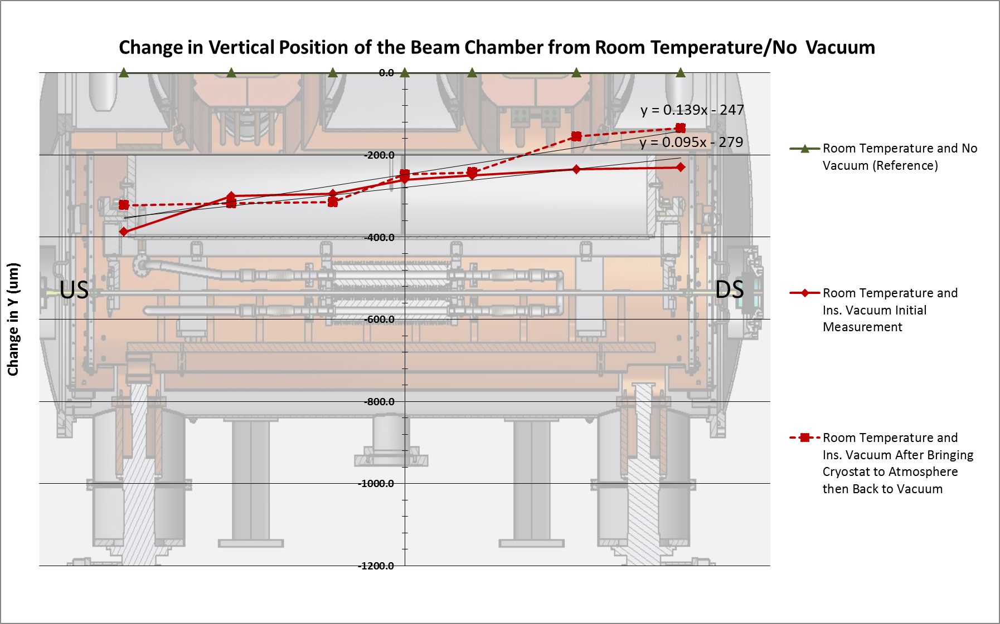 Change in Vertical Position of the Beam Chamber from Room Temperature/No Vacuum
0.0
y = 0.139x - 247
y = 0.095x - 279
-200.0
-400.0
US
DS
-600.0
-800.0
-1000.0
-1200.0
Change in Y (um)
Room Temperature and No
Vacuum (Reference)
Room Temperature and
Ins. Vacuum Initial
Measurement
Room Temperature and
Ins. Vacuum After Bringing
Cryostat to Atmosphere
then Back to Vacuum